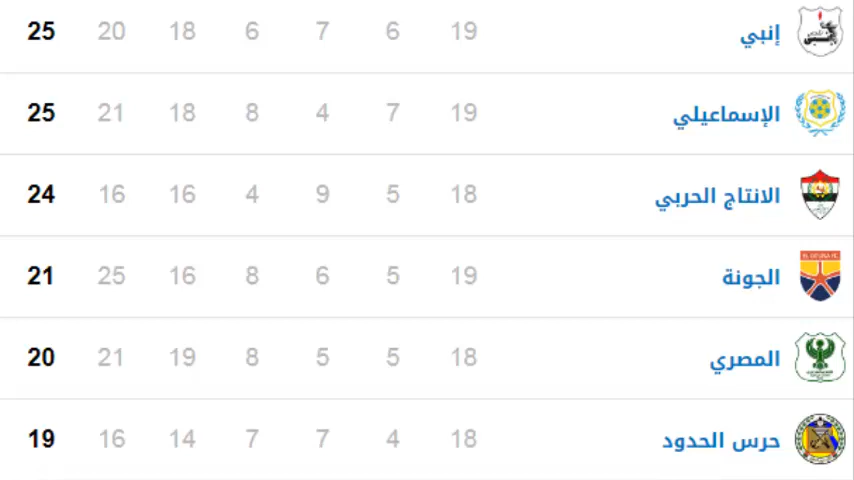 إنبي 19 6 7 6 18 20 25
الإسماعيلي 19 7 4 8 18 21 25
الانتاج الحربي 18 5 9 4 16 16 24
الجونة 19 5 6 8 16 25 21
المصري 18 5 5 8 19 21 20
حرس الحدود 18 4 7 7 14 16 19